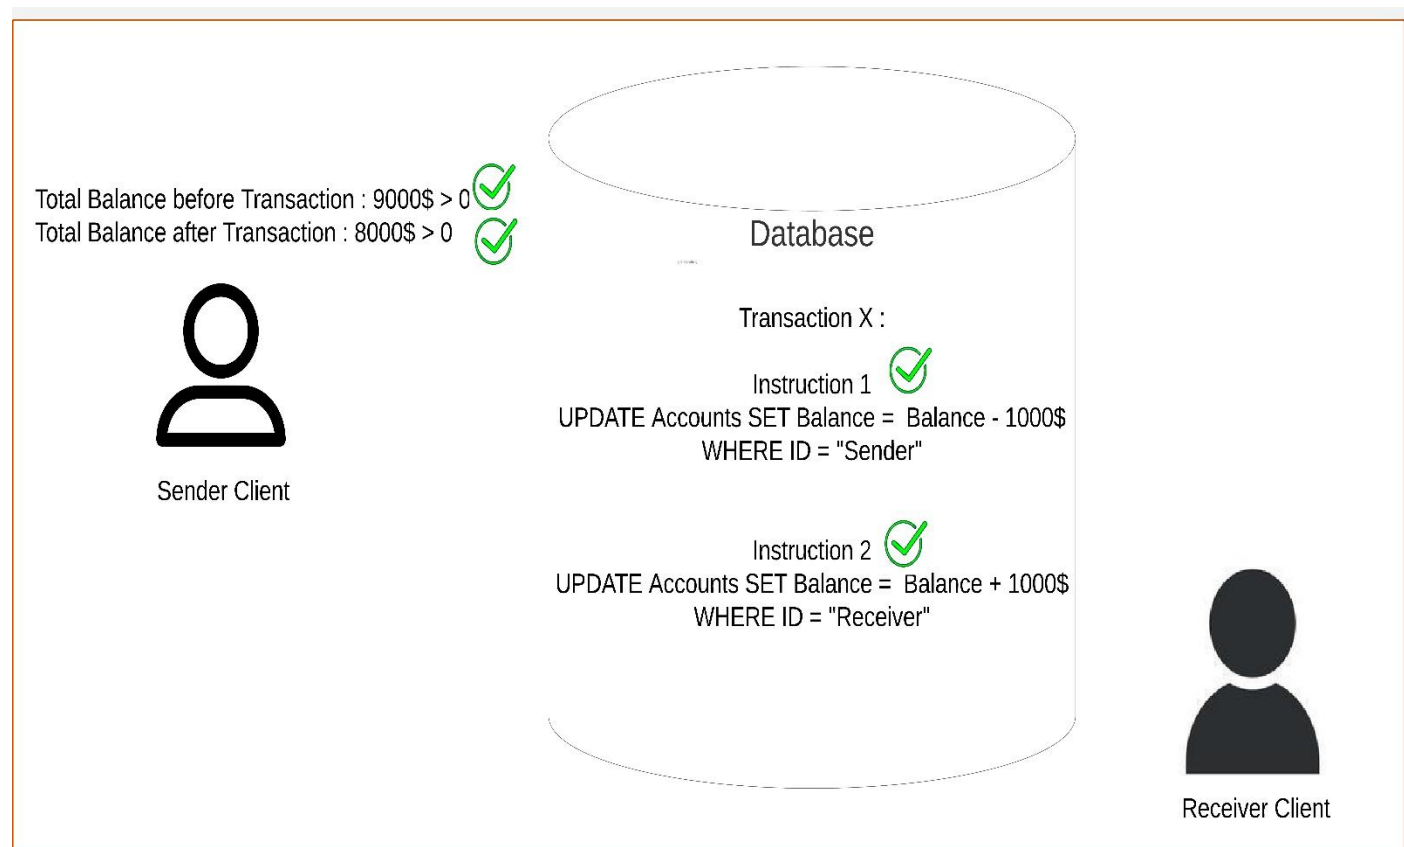 Total Balance before Transaction : 9000$ > 0
Total Balance after Transaction : 8000$ > 0
Sender Client
Database
Transaction X :
Instruction 1
UPDATE Accounts SET Balance = Balance - 1000$
WHERE ID = "Sender"
Instruction 2
UPDATE Accounts SET Balance = Balance + 1000$
WHERE ID = "Receiver"
Receiver Client